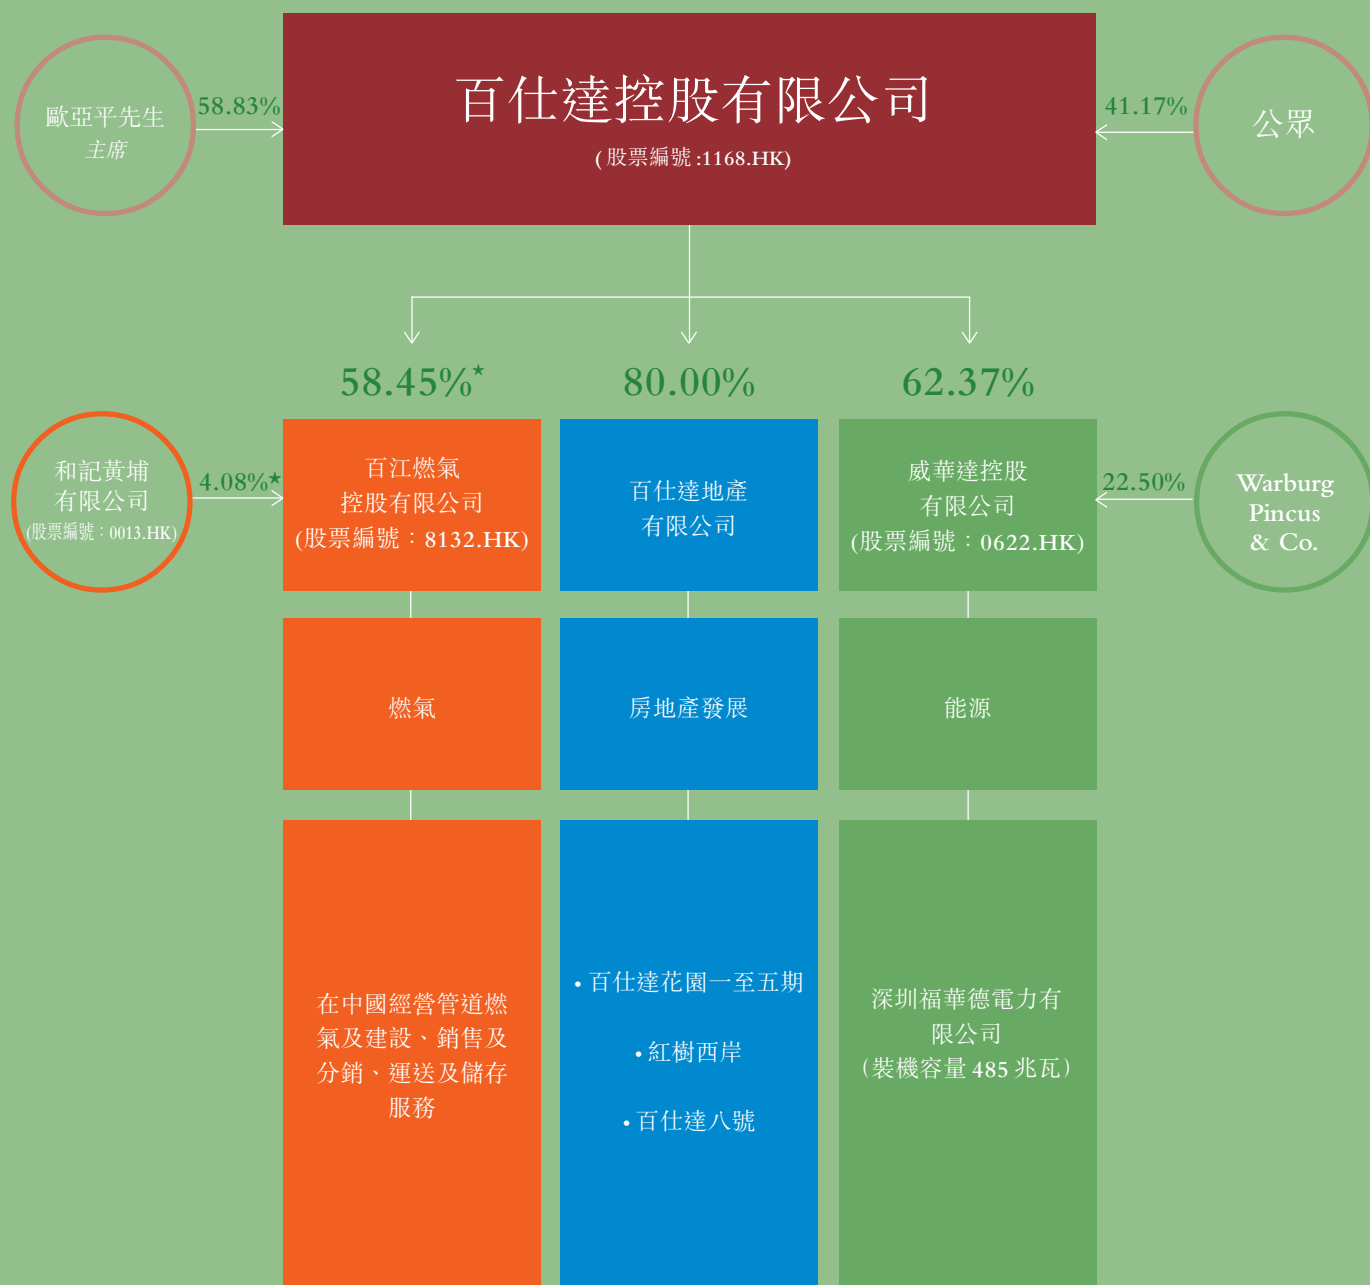 百仕達控股有限公司
(股票編號:1168.HK)
歐亞平先生
主席
58.83%
41.17%
公眾
58.45%★
80.00%
62.37%
和記黃埔
有限公司
(股票編號：0013.HK)
4.08%★
百江燃氣
控股有限公司
(股票編號：8132.HK)
百仕達地產
有限公司
威華達控股
有限公司
(股票編號：0622.HK)
22.50%
Warburg
Pincus
& Co.
燃氣
房地產發展
能源
在中國經營管道燃
氣及建設、銷售及
分銷、運送及儲存
服務
• 百仕達花園一至五期
• 紅樹西岸
• 百仕達八號
深圳福華德電力有
限公司
（裝機容量 485 兆瓦）